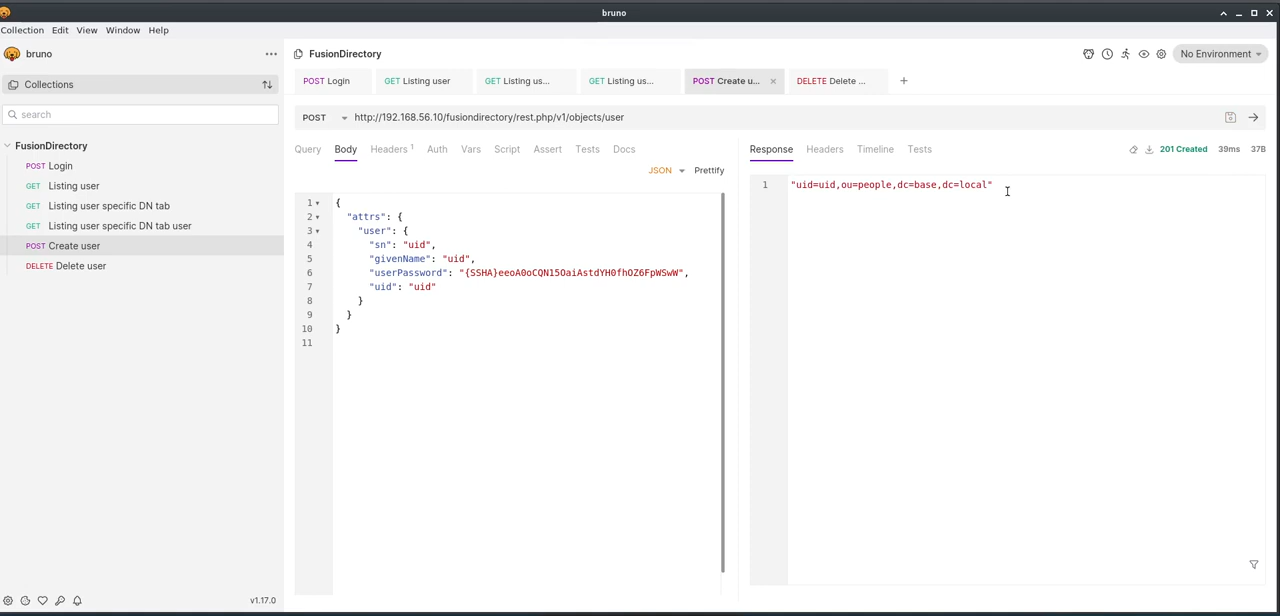 bruno
Collection Edit View Window Help
bruno
Collections
search
FusionDirectory
POST Login
GET Listing user
GET Listing user specific DN tab
GET Listing user specific DN tab user
POST Create user
DELETE Delete user
v1.17.0
FusionDirectory
No Environment
POST Login GET Listing user GET Listing us... GET Listing us... POST Create u... DELETE Delete ...
POST http://192.168.56.10/fusiondirectory/rest.php/v1/objects/user
Query Body Headers 1 Auth Vars Script Assert Tests Docs
JSON Prettify
1 {
2 "attrs": {
3 "user": {
4 "sn": "uid",
5 "givenName": "uid",
6 "userPassword": "{SSHA}eeoA0oCQN15OaiAstdYH0fhOZ6FpWSwW",
7 "uid": "uid"
8 }
9 }
10 }
11
Response Headers Timeline Tests 201 Created 39ms 37B
1 "uid=uid,ou=people,dc=base,dc=local"